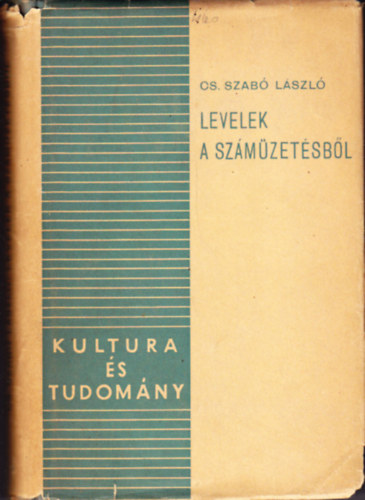 CS. SZABÓ LÁSZLÓ
LEVELEK
A SZÁMŰZETÉSBŐL
KULTURA
ÉS
TUDOMÁNY